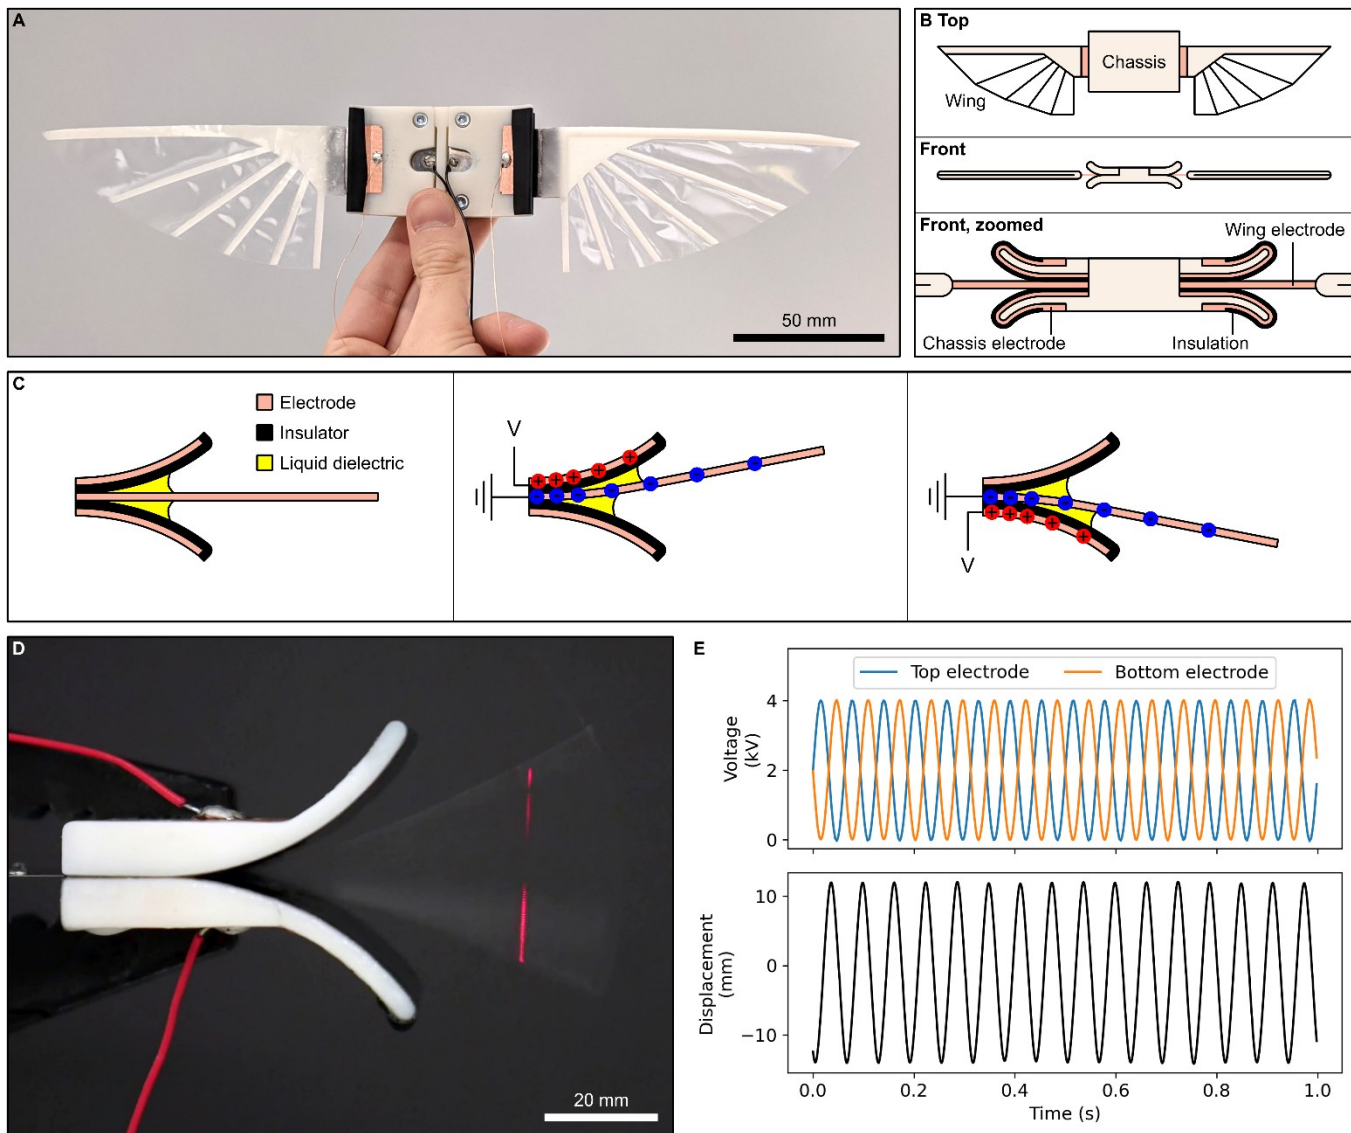 A
50 mm
B Top
Chassis
Wing
Front
Front, zoomed
Wing electrode
Chassis electrode
Insulation
C
Electrode
Insulator
Liquid dielectric
V
+ + + + +
- - - - - - - -
- - - - - - - -
+ + + + +
V
D
20 mm
E
Top electrode
Bottom electrode
4
2
0
Voltage
(kV)
10
0
−10
Displacement
(mm)
0.0 0.2 0.4 0.6 0.8 1.0
Time (s)